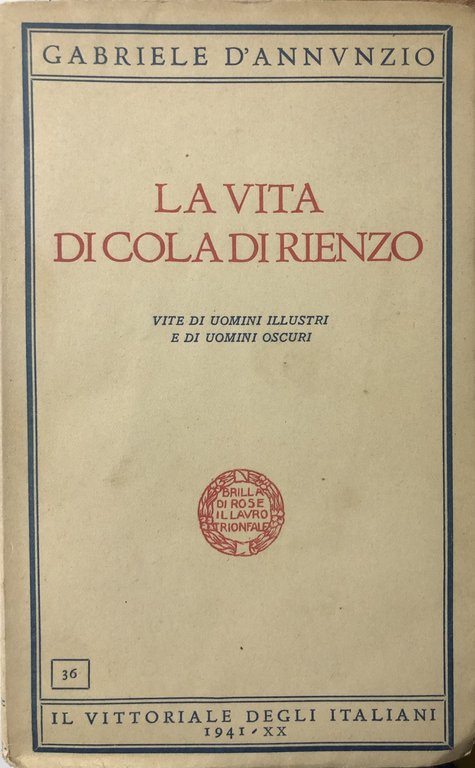 GABRIELE D'ANNVNZIO
LA VITA
DI COLA DI RIENZO
VITE DI UOMINI ILLUSTRI
E DI UOMINI OSCURI
BRILLA
DI ROSE
IL LAVRO
TRIONFALE
36
IL VITTORIALE DEGLI ITALIANI
1941-XX